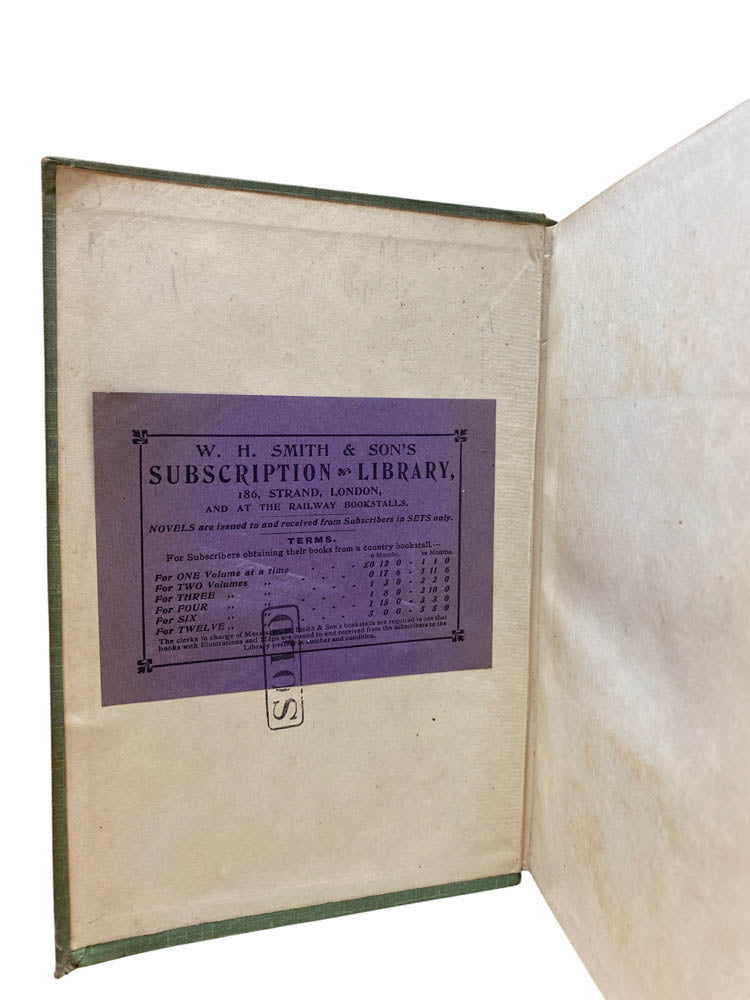 W. H. SMITH & SON'S
SUBSCRIPTION LIBRARY,
186, STRAND, LONDON,
AND AT THE RAILWAY BOOKSTALLS.
NOVELS are issued to and received from Subscribers in SETS only.
TERMS.
For Subscribers obtaining their books from a country bookstall.—
6 Months. 12 Months.
For ONE Volume at a time - - £0 12 0 - 1 1 0
For TWO Volumes ,, - - - 0 17 6 - 1 11 6
For THREE ,, ,, - - - 1 3 0 - 2 2 0
For FOUR ,, ,, - - - 1 8 0 - 2 10 0
For SIX ,, ,, - - - 1 15 0 - 3 3 0
For TWELVE ,, ,, - - - 3 0 0 - 5 5 0
The clerks in charge of Smith & Son's bookstalls are required to see that
books with Illustrations and Maps are issued to and received from the subscribers to the
Library perfect in number and condition.
SOLD